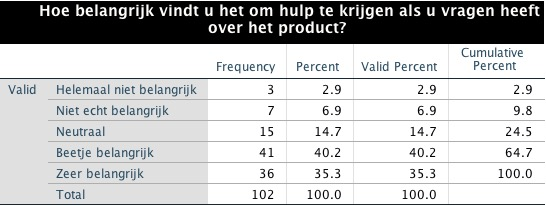 Hoe belangrijk vindt u het om hulp te krijgen als u vragen heeft
over het product?
Frequency Percent Valid Percent Cumulative Percent
Valid Helemaal niet belangrijk 3 2.9 2.9 2.9
Niet echt belangrijk 7 6.9 6.9 9.8
Neutraal 15 14.7 14.7 24.5
Beetje belangrijk 41 40.2 40.2 64.7
Zeer belangrijk 36 35.3 35.3 100.0
Total 102 100.0 100.0